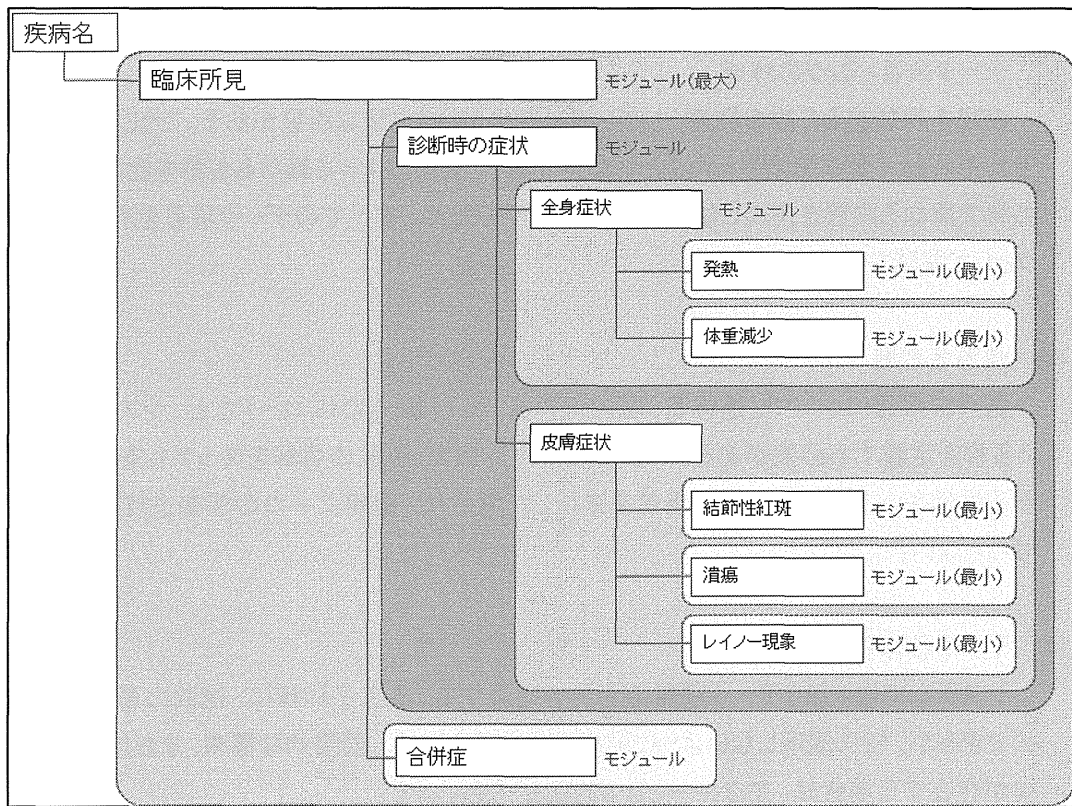 疾病名
臨床所見 モジュール(最大)
診断時の症状 モジュール
全身症状 モジュール
発熱 モジュール(最小)
体重減少 モジュール(最小)
皮膚症状
結節性紅斑 モジュール(最小)
潰瘍 モジュール(最小)
レイノー現象 モジュール(最小)
合併症 モジュール